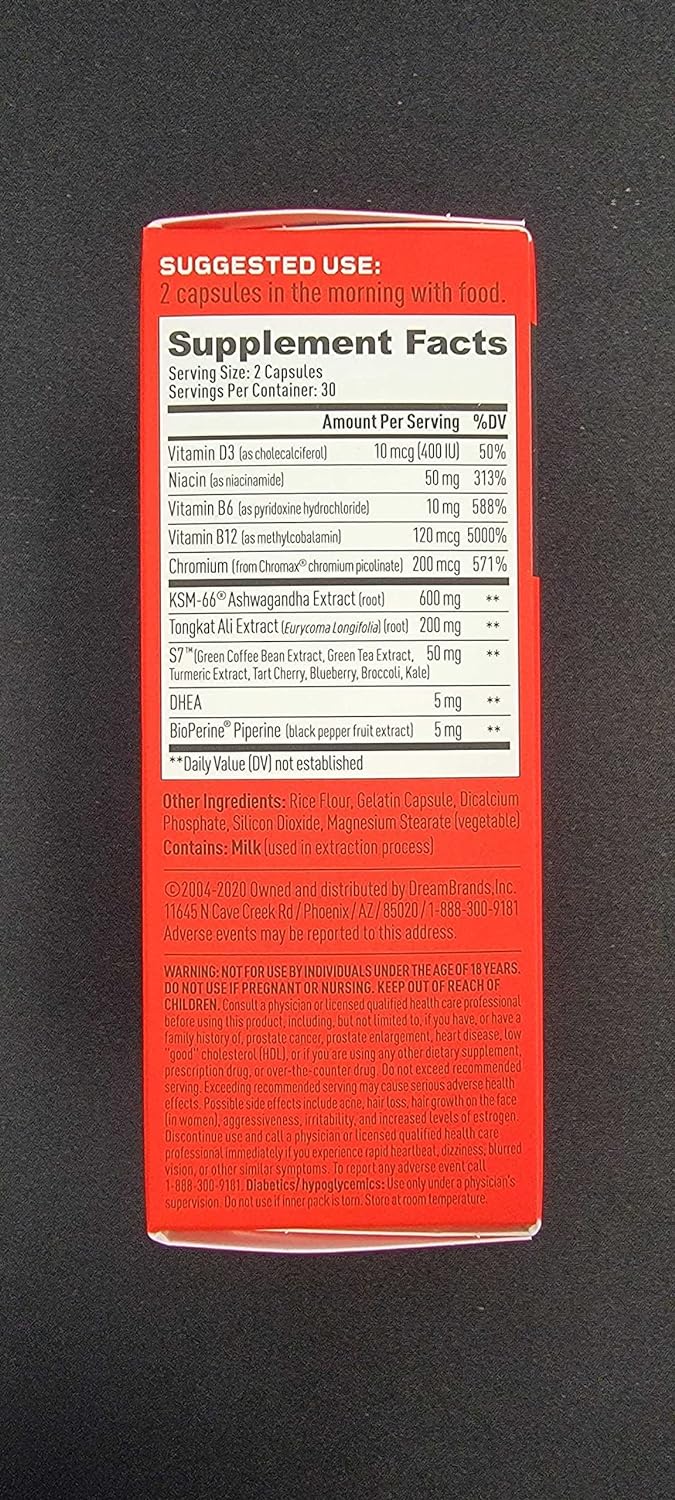 SUGGESTED USE:
2 capsules in the morning with food.
Supplement Facts
Serving Size: 2 Capsules
Servings Per Container: 30
Amount Per Serving %DV
Vitamin D3 (as cholecalciferol) 10 mcg (400 IU) 50%
Niacin (as niacinamide) 50 mg 313%
Vitamin B6 (as pyridoxine hydrochloride) 10 mg 588%
Vitamin B12 (as methylcobalamin) 120 mcg 5000%
Chromium (from Chromax® chromium picolinate) 200 mcg 571%
KSM-66® Ashwagandha Extract (root) 600 mg **
Tongkat Ali Extract (Eurycoma Longifolia) (root) 200 mg **
S7™ (Green Coffee Bean Extract, Green Tea Extract, 50 mg **
Turmeric Extract, Tart Cherry, Blueberry, Broccoli, Kale)
DHEA 5 mg **
BioPerine® Piperine (black pepper fruit extract) 5 mg **
**Daily Value (DV) not established
Other Ingredients: Rice Flour, Gelatin Capsule, Dicalcium
Phosphate, Silicon Dioxide, Magnesium Stearate (vegetable)
Contains: Milk (used in extraction process)
©2004-2020 Owned and distributed by DreamBrands,Inc.
11645 N Cave Creek Rd / Phoenix / AZ / 85020 / 1-888-300-9181
Adverse events may be reported to this address.
WARNING: NOT FOR USE BY INDIVIDUALS UNDER THE AGE OF 18 YEARS.
DO NOT USE IF PREGNANT OR NURSING. KEEP OUT OF REACH OF
CHILDREN. Consult a physician or licensed qualified health care professional
before using this product, including, but not limited to, if you have, or have a
family history of, prostate cancer, prostate enlargement, heart disease, low
"good" cholesterol (HDL), or if you are using any other dietary supplement,
prescription drug, or over-the-counter drug. Do not exceed recommended
serving. Exceeding recommended serving may cause serious adverse health
effects. Possible side effects include acne, hair loss, hair growth on the face
(in women), aggressiveness, irritability, and increased levels of estrogen.
Discontinue use and call a physician or licensed qualified health care
professional immediately if you experience rapid heartbeat, dizziness, blurred
vision, or other similar symptoms. To report any adverse event call
1-888-300-9181. Diabetics/hypoglycemics: Use only under a physician's
supervision. Do not use if inner pack is torn. Store at room temperature.